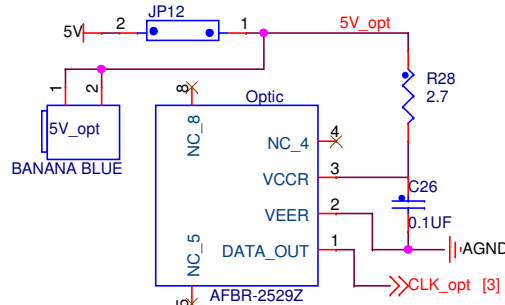 JP12
5V 2 1 5V_opt
1 2
5V_opt
BANANA BLUE
Optic
8
NC_8
NC_4 4
VCCR 3
VEER 2
DATA_OUT 1
NC_5
AFBR-2529Z
R28
2.7
C26
0.1UF
AGND
CLK_opt [3]